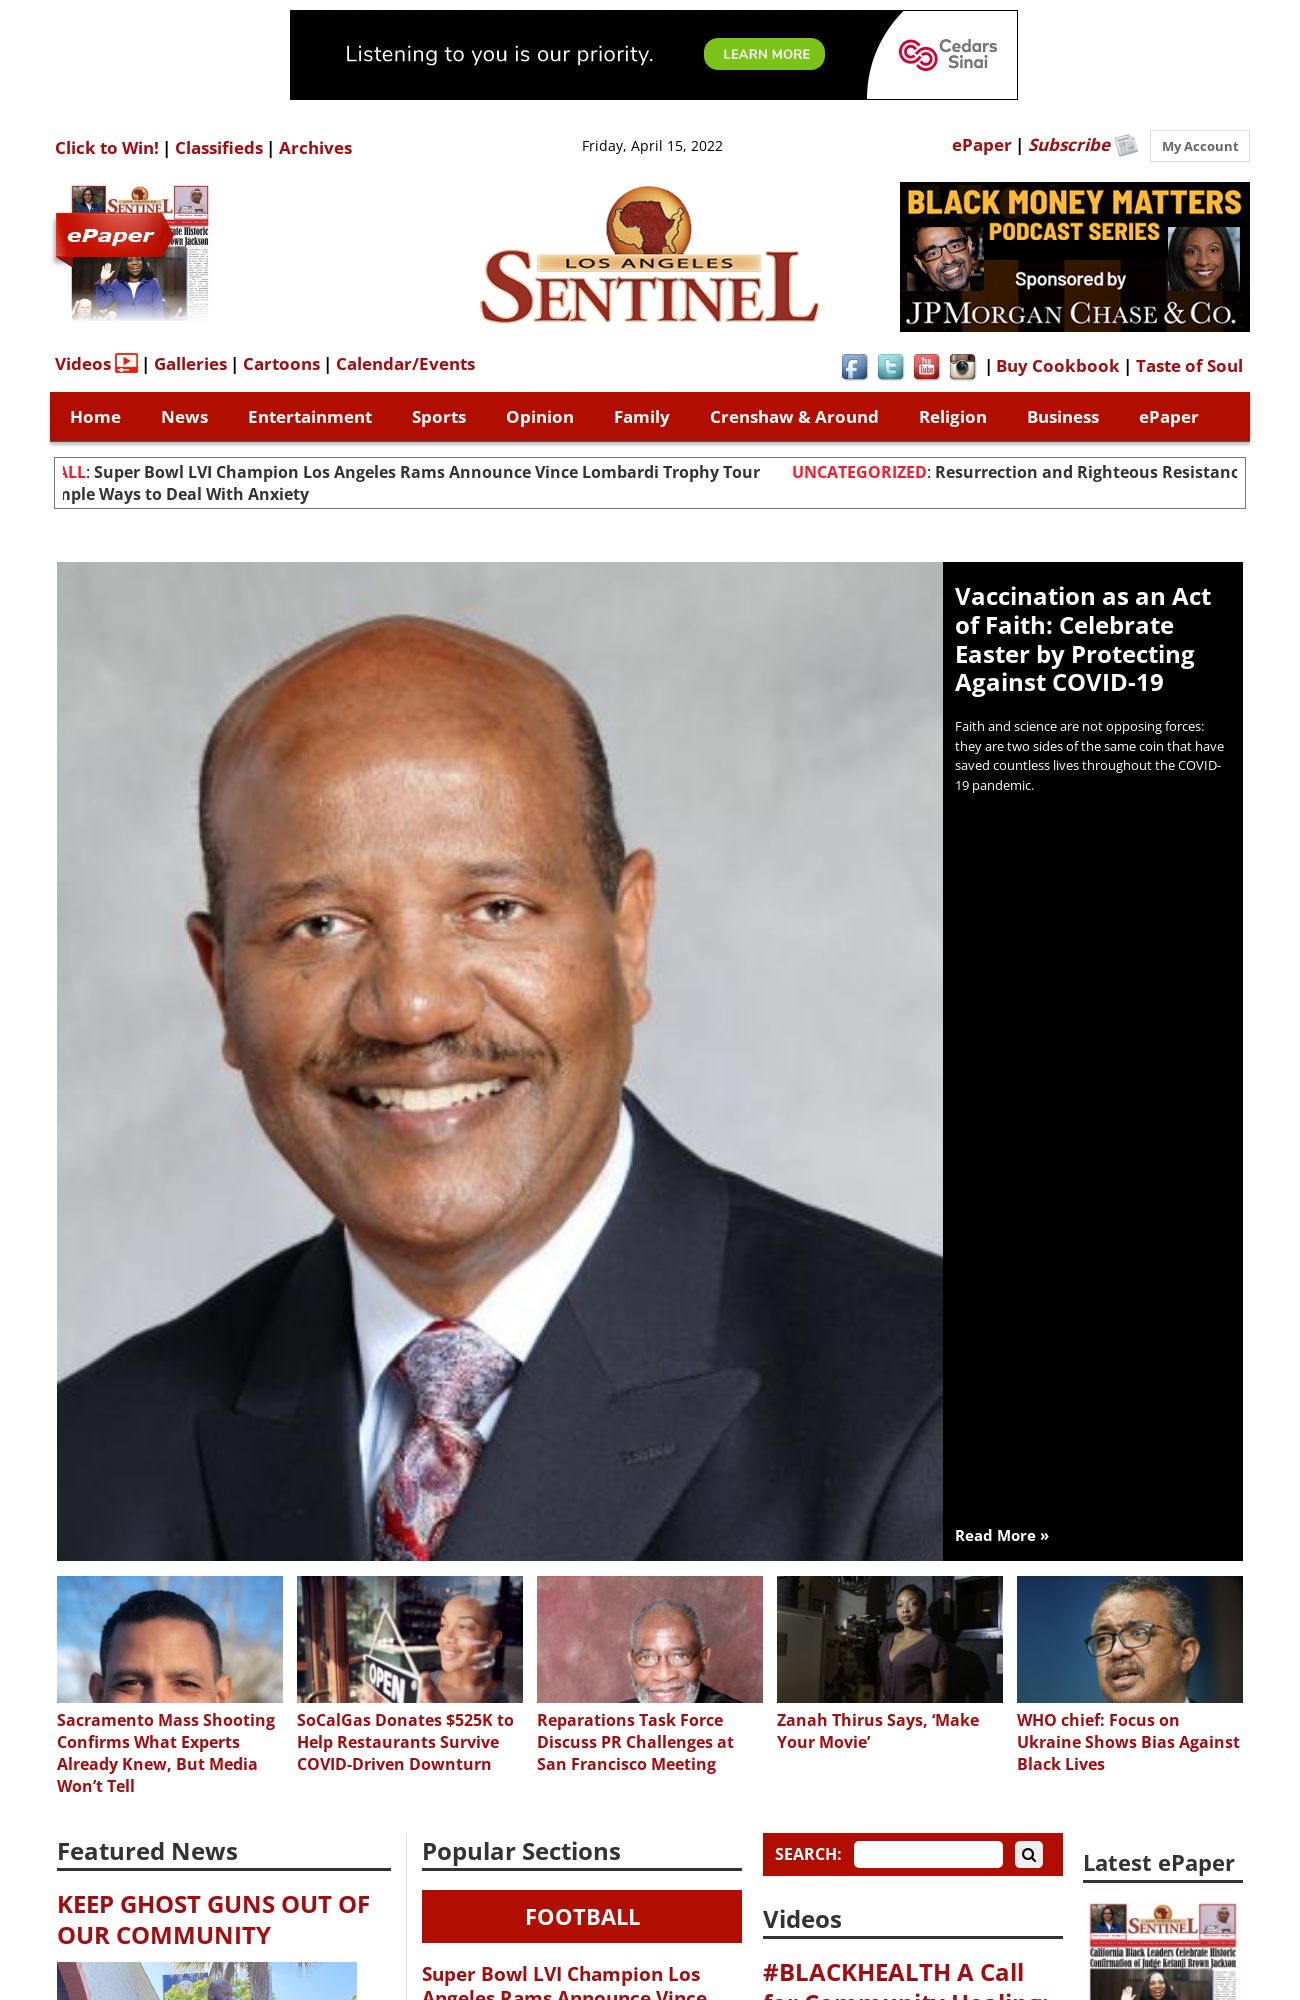 Listening to you is our priority.
LEARN MORE
Cedars
Sinai
Click to Win! | Classifieds | Archives
Friday, April 15, 2022
ePaper | Subscribe
My Account
SENTINEL
ePaper
LOS ANGELES
SENTINEL
BLACK MONEY MATTERS
PODCAST SERIES
Sponsored by
JPMORGAN CHASE & CO.
Videos | Galleries | Cartoons | Calendar/Events
You
Tube
| Buy Cookbook | Taste of Soul
Home News Entertainment Sports Opinion Family Crenshaw & Around Religion Business ePaper
ALL: Super Bowl LVI Champion Los Angeles Rams Announce Vince Lombardi Trophy Tour UNCATEGORIZED: Resurrection and Righteous Resistanc
mple Ways to Deal With Anxiety
Vaccination as an Act
of Faith: Celebrate
Easter by Protecting
Against COVID-19
Faith and science are not opposing forces:
they are two sides of the same coin that have
saved countless lives throughout the COVID-
19 pandemic.
Read More »
OPEN
Sacramento Mass Shooting
Confirms What Experts
Already Knew, But Media
Won’t Tell
SoCalGas Donates $525K to
Help Restaurants Survive
COVID-Driven Downturn
Reparations Task Force
Discuss PR Challenges at
San Francisco Meeting
Zanah Thirus Says, ‘Make
Your Movie’
WHO chief: Focus on
Ukraine Shows Bias Against
Black Lives
Featured News
KEEP GHOST GUNS OUT OF
OUR COMMUNITY
Popular Sections
FOOTBALL
Super Bowl LVI Champion Los
Angeles Rams Announce Vince
SEARCH:
Videos
#BLACKHEALTH A Call
for Community Healing:
Latest ePaper
SENTINEL
California Black Leaders Celebrate Historic
Confirmation of Judge Ketanji Brown Jackson